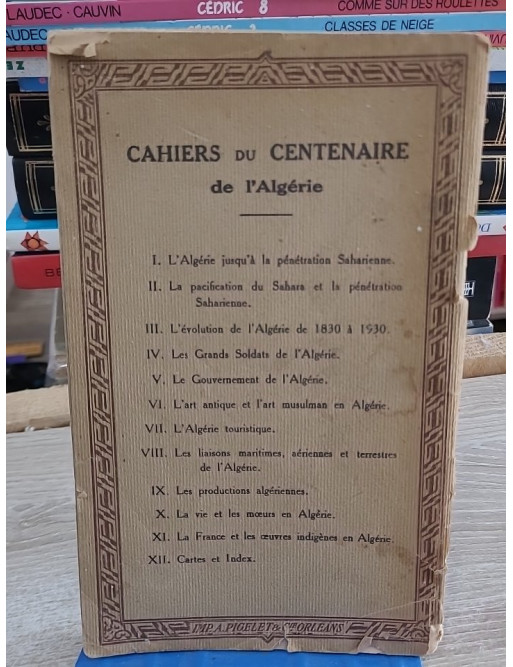 LAUDEC · CAUVIN CÉDRIC 8 COMME SUR DES ROULETTES
AUDEC CÉDRIC 2 CLASSES DE NEIGE
CAHIERS DU CENTENAIRE
de l'Algérie
I. L'Algérie jusqu'à la pénétration Saharienne.
II. La pacification du Sahara et la pénétration
Saharienne.
III. L'évolution de l'Algérie de 1830 à 1930.
IV. Les Grands Soldats de l'Algérie.
V. Le Gouvernement de l'Algérie.
VI. L'art antique et l'art musulman en Algérie.
VII. L'Algérie touristique.
VIII. Les liaisons maritimes, aériennes et terrestres
de l'Algérie.
IX. Les productions algériennes.
X. La vie et les mœurs en Algérie.
XI. La France et les œuvres indigènes en Algérie.
XII. Cartes et Index.
IMP. A. PIGELET & Cie ORLÉANS